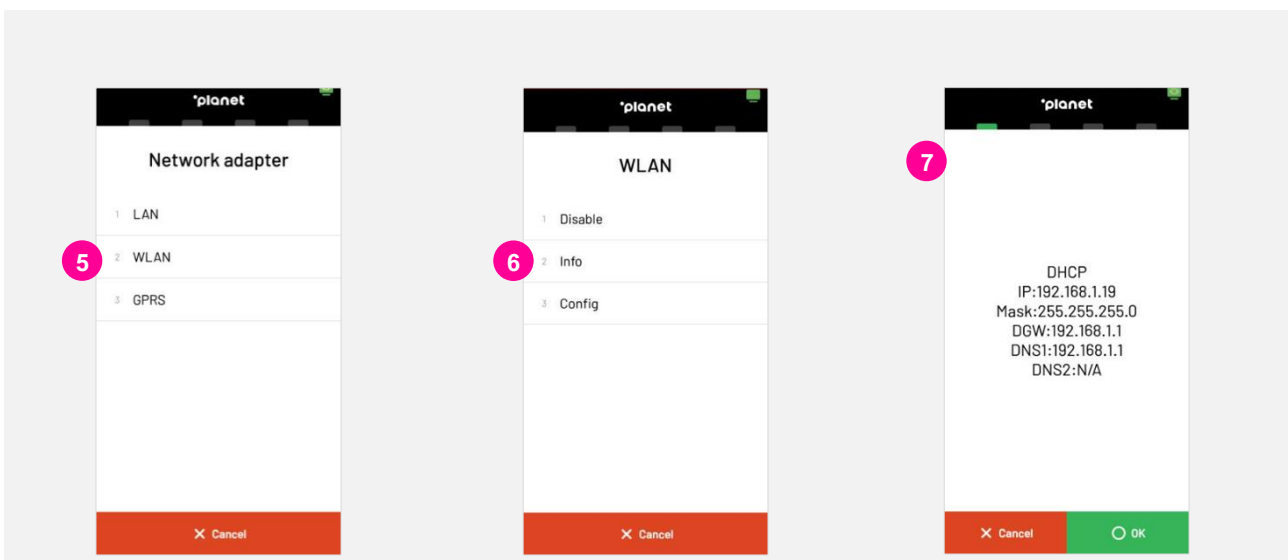 planet
Network adapter
1 LAN
5
2 WLAN
3 GPRS
X Cancel
planet
WLAN
1 Disable
6
2 Info
3 Config
X Cancel
planet
7
DHCP
IP:192.168.1.19
Mask:255.255.255.0
DGW:192.168.1.1
DNS1:192.168.1.1
DNS2:N/A
X Cancel
OK